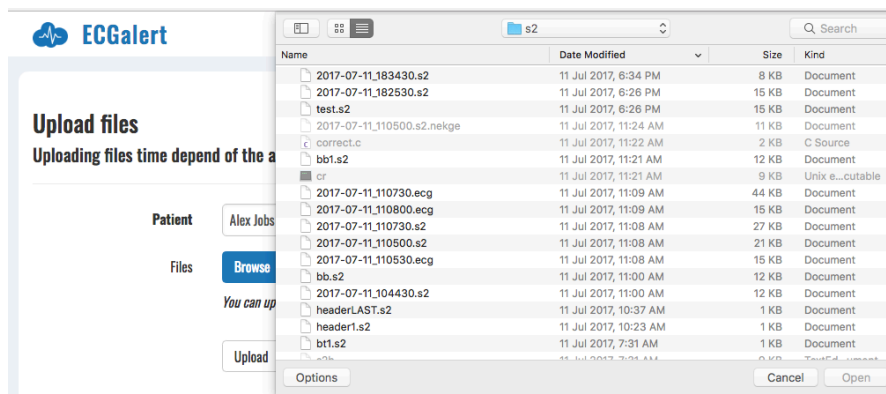 ECGalert
Upload files
Uploading files time depend of the a
Patient
Alex Jobs
Files
Browse
You can up
Upload
s2
Search
Name Date Modified Size Kind
2017-07-11_183430.s2 11 Jul 2017, 6:34 PM 8 KB Document
2017-07-11_182530.s2 11 Jul 2017, 6:26 PM 15 KB Document
test.s2 11 Jul 2017, 6:26 PM 15 KB Document
2017-07-11_110500.s2.nekge 11 Jul 2017, 11:24 AM 11 KB Document
correct.c 11 Jul 2017, 11:22 AM 2 KB C Source
bb1.s2 11 Jul 2017, 11:21 AM 12 KB Document
cr 11 Jul 2017, 11:21 AM 9 KB Unix e...cutable
2017-07-11_110730.ecg 11 Jul 2017, 11:09 AM 44 KB Document
2017-07-11_110800.ecg 11 Jul 2017, 11:09 AM 15 KB Document
2017-07-11_110730.s2 11 Jul 2017, 11:08 AM 27 KB Document
2017-07-11_110500.s2 11 Jul 2017, 11:08 AM 21 KB Document
2017-07-11_110530.ecg 11 Jul 2017, 11:08 AM 15 KB Document
bb.s2 11 Jul 2017, 11:00 AM 12 KB Document
2017-07-11_104430.s2 11 Jul 2017, 11:00 AM 12 KB Document
headerLAST.s2 11 Jul 2017, 10:37 AM 1 KB Document
header1.s2 11 Jul 2017, 10:23 AM 1 KB Document
bt1.s2 11 Jul 2017, 7:31 AM 1 KB Document
Options Cancel Open